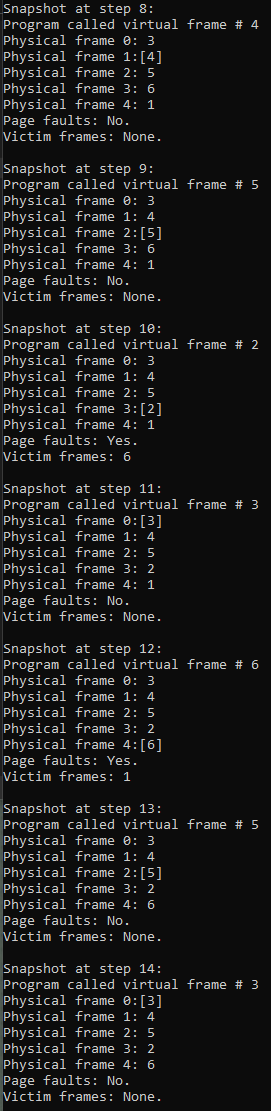 Snapshot at step 8:
Program called virtual frame # 4
Physical frame 0: 3
Physical frame 1:[4]
Physical frame 2: 5
Physical frame 3: 6
Physical frame 4: 1
Page faults: No.
Victim frames: None.
Snapshot at step 9:
Program called virtual frame # 5
Physical frame 0: 3
Physical frame 1: 4
Physical frame 2:[5]
Physical frame 3: 6
Physical frame 4: 1
Page faults: No.
Victim frames: None.
Snapshot at step 10:
Program called virtual frame # 2
Physical frame 0: 3
Physical frame 1: 4
Physical frame 2: 5
Physical frame 3:[2]
Physical frame 4: 1
Page faults: Yes.
Victim frames: 6
Snapshot at step 11:
Program called virtual frame # 3
Physical frame 0:[3]
Physical frame 1: 4
Physical frame 2: 5
Physical frame 3: 2
Physical frame 4: 1
Page faults: No.
Victim frames: None.
Snapshot at step 12:
Program called virtual frame # 6
Physical frame 0: 3
Physical frame 1: 4
Physical frame 2: 5
Physical frame 3: 2
Physical frame 4:[6]
Page faults: Yes.
Victim frames: 1
Snapshot at step 13:
Program called virtual frame # 5
Physical frame 0: 3
Physical frame 1: 4
Physical frame 2:[5]
Physical frame 3: 2
Physical frame 4: 6
Page faults: No.
Victim frames: None.
Snapshot at step 14:
Program called virtual frame # 3
Physical frame 0:[3]
Physical frame 1: 4
Physical frame 2: 5
Physical frame 3: 2
Physical frame 4: 6
Page faults: No.
Victim frames: None.